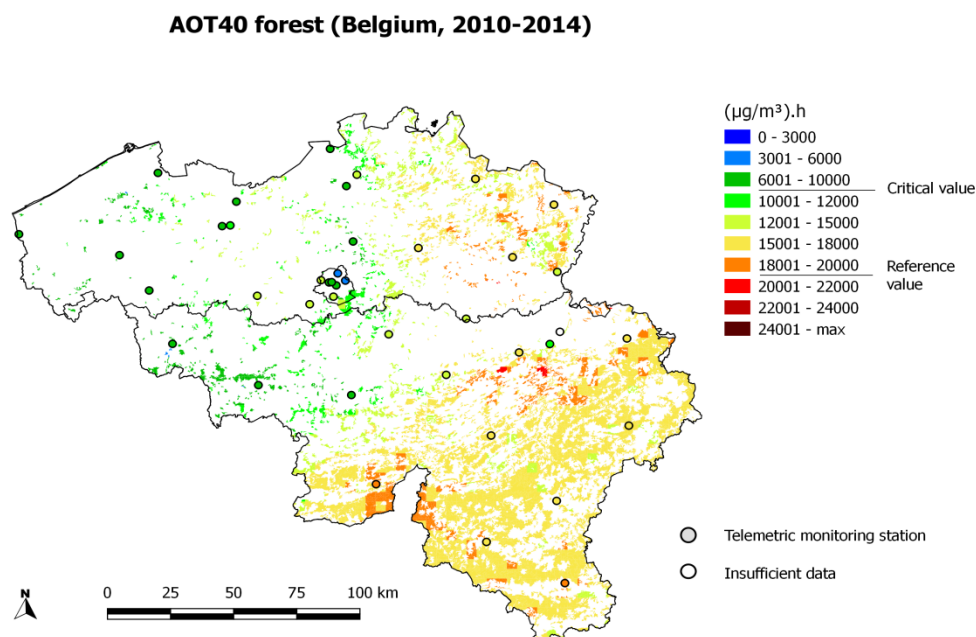 AOT40 forest (Belgium, 2010-2014)
(µg/m³).h
0 - 3000
3001 - 6000
6001 - 10000
Critical value
10001 - 12000
12001 - 15000
15001 - 18000
18001 - 20000
Reference
value
20001 - 22000
22001 - 24000
24001 - max
Telemetric monitoring station
Insufficient data
N
0 25 50 75 100 km